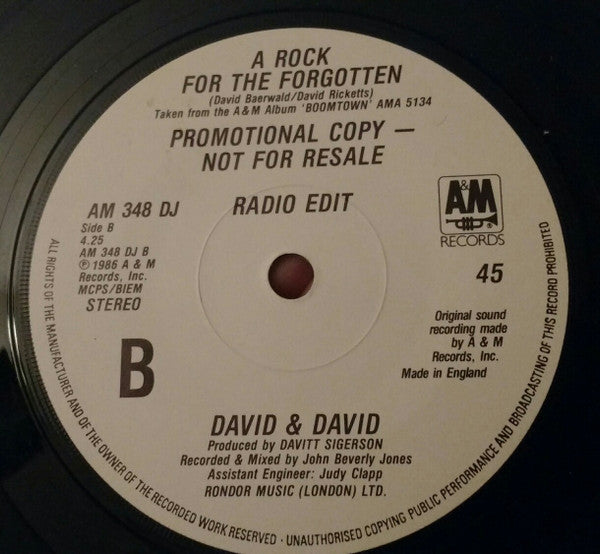 A ROCK
FOR THE FORGOTTEN
(David Baerwald/David Ricketts)
Taken from the A & M Album 'BOOMTOWN' AMA 5134
PROMOTIONAL COPY —
NOT FOR RESALE
AM 348 DJ
RADIO EDIT
Side B
4.25
AM 348 DJ B
℗ 1986 A & M
Records, Inc.
MCPS/BIEM
STEREO
A&M
RECORDS
45
Original sound
recording made
by A & M
Records, Inc.
Made in England
B
DAVID & DAVID
Produced by DAVITT SIGERSON
Recorded & Mixed by John Beverly Jones
Assistant Engineer: Judy Clapp
RONDOR MUSIC (LONDON) LTD.
ALL RIGHTS OF THE MANUFACTURER AND OF THE OWNER OF THE RECORDED WORK RESERVED · UNAUTHORISED COPYING PUBLIC PERFORMANCE AND BROADCASTING OF THIS RECORD PROHIBITED